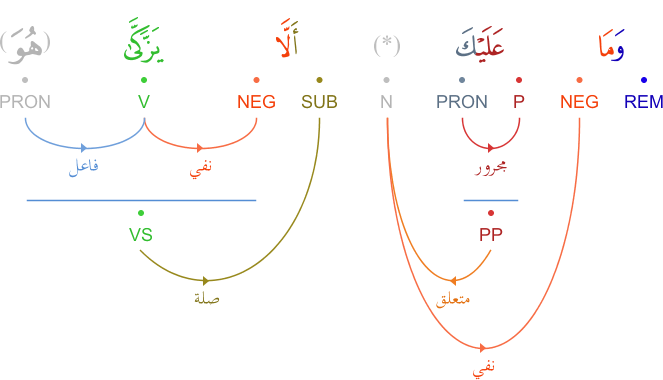 وَمَا عَلَيْكَ (*) أَلَّا يَزَّكَّىٰ (هُوَ)
REM NEG P PRON N SUB NEG V PRON
مجرور نفي فاعل
PP VS
متعلق صلة
نفي